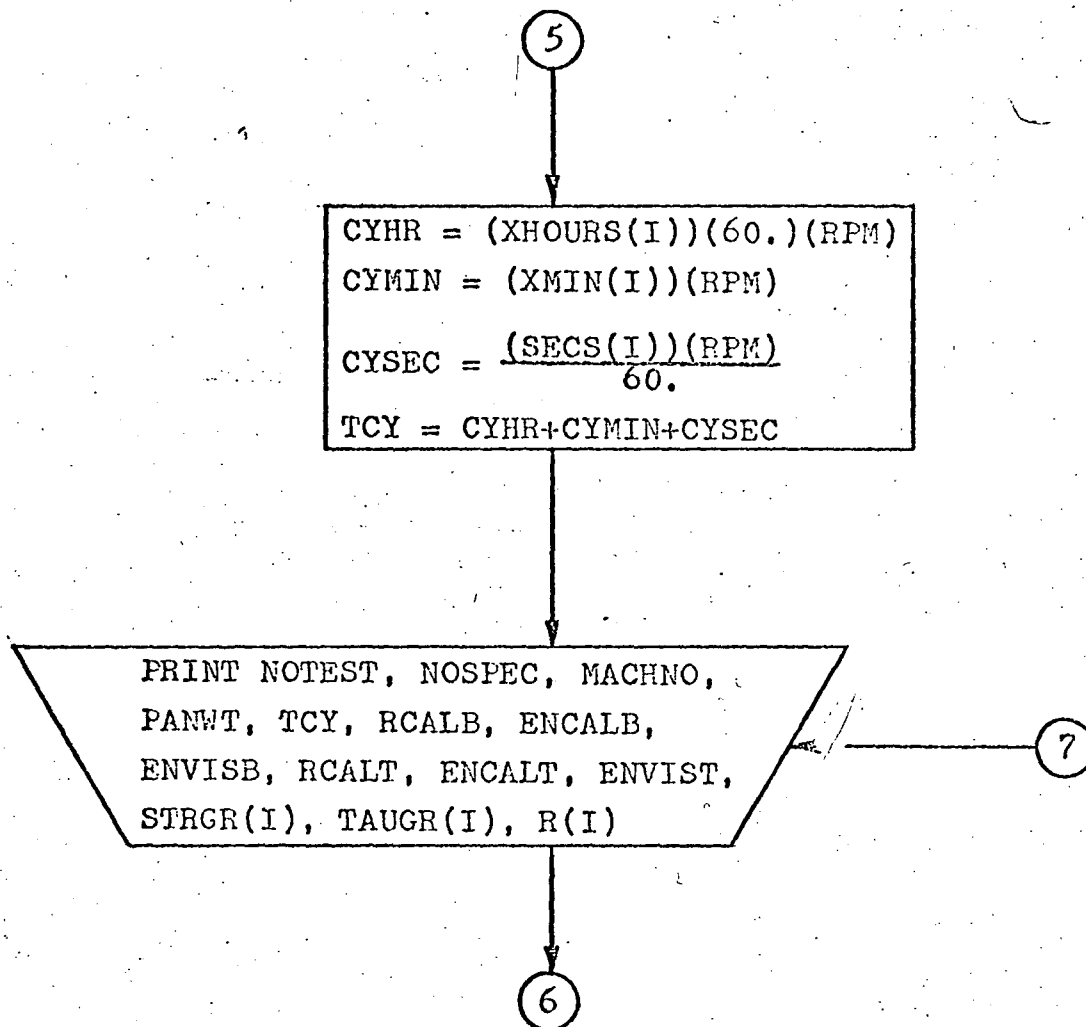 5
CYHR = (XHOURS(I))(60.)(RPM)
CYMIN = (XMIN(I))(RPM)
CYSEC = (SECS(I))(RPM)
60.
TCY = CYHR+CYMIN+CYSEC
PRINT NOTEST, NOSPEC, MACHNO,
PANWT, TCY, RCALB, ENCALB,
ENVISB, RCALT, ENCALT, ENVIST,
STRGR(I), TAUGR(I), R(I)
7
6